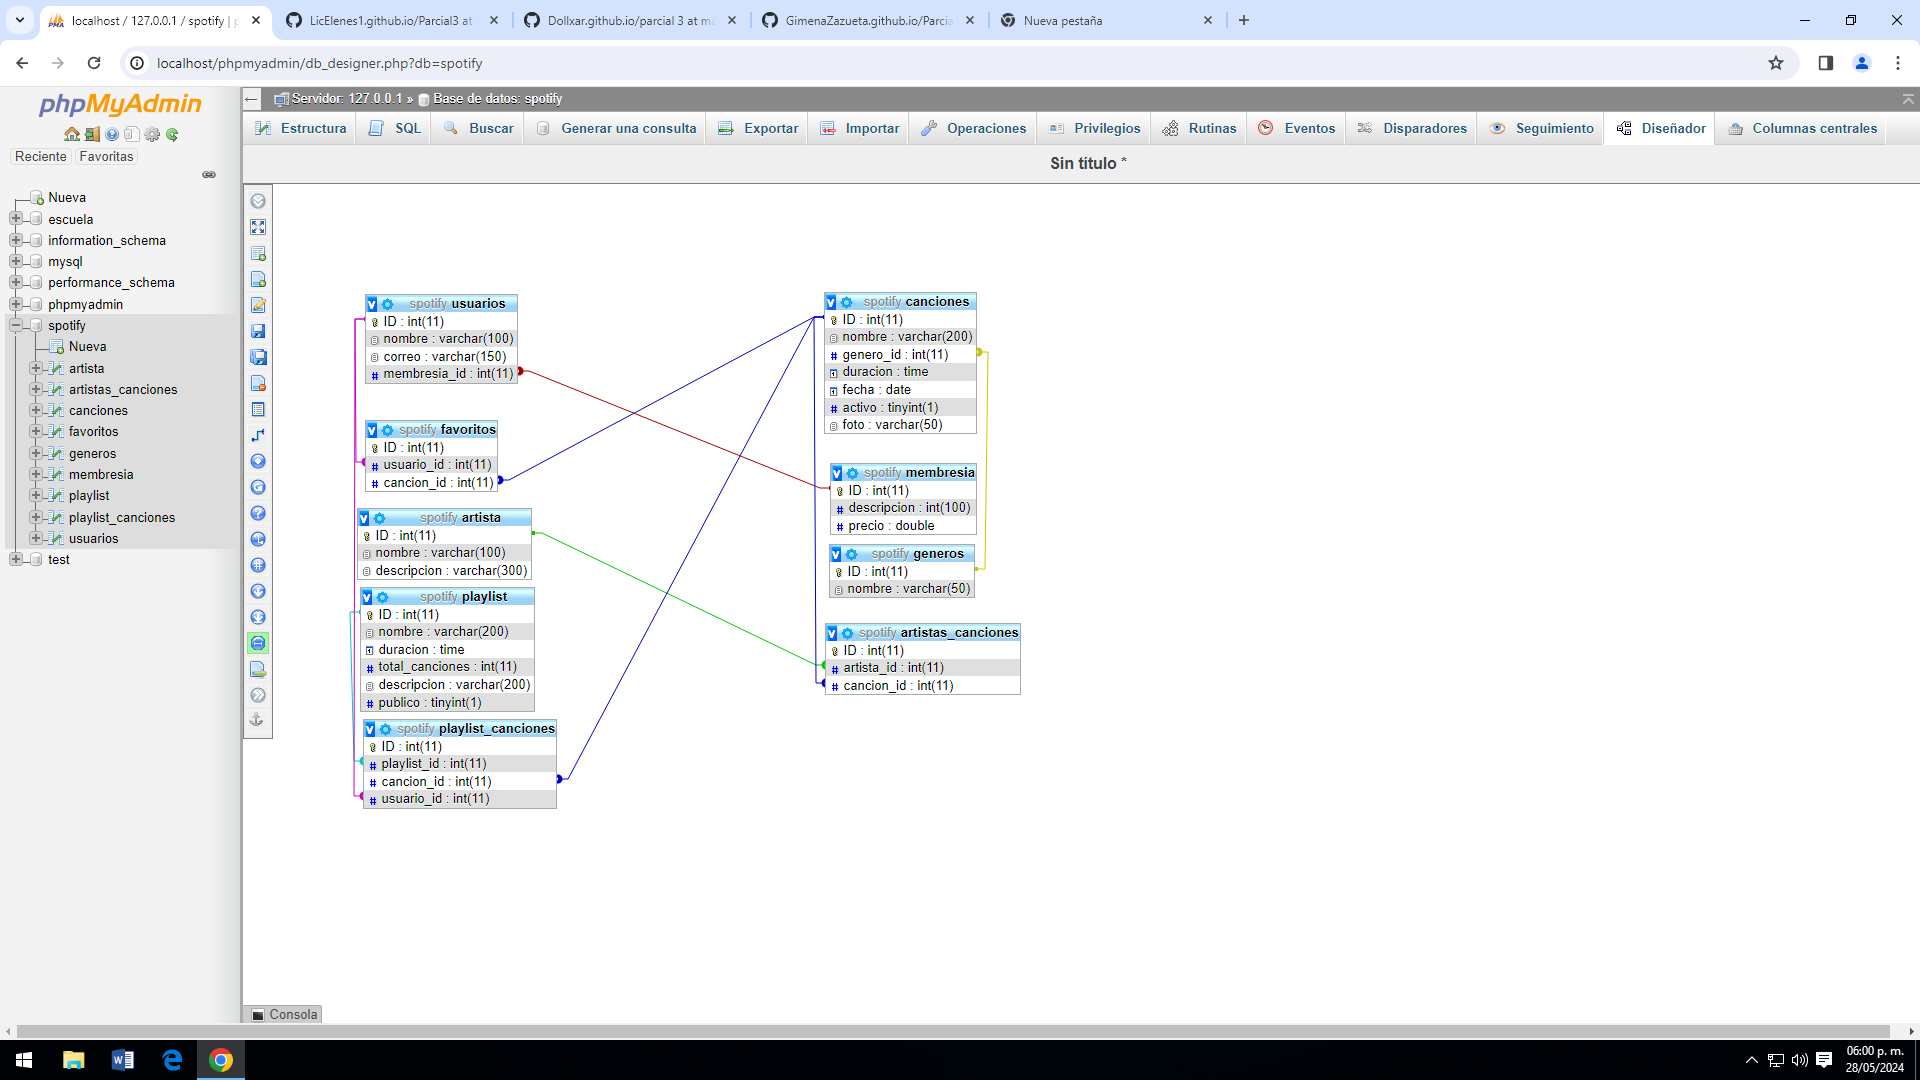 localhost / 127.0.0.1 / spotify | p
LicElenes1.github.io/Parcial3 at
Dollxar.github.io/parcial 3 at ma
GimenaZazueta.github.io/Parcia
Nueva pestaña
localhost/phpmyadmin/db_designer.php?db=spotify
phpMyAdmin
Reciente Favoritas
Nueva
escuela
information_schema
mysql
performance_schema
phpmyadmin
spotify
Nueva
artista
artistas_canciones
canciones
favoritos
generos
membresia
playlist
playlist_canciones
usuarios
test
Servidor: 127.0.0.1 » Base de datos: spotify
Estructura SQL Buscar Generar una consulta Exportar Importar Operaciones Privilegios Rutinas Eventos Disparadores Seguimiento Diseñador Columnas centrales
Sin título *
spotify usuarios
ID : int(11)
nombre : varchar(100)
correo : varchar(150)
membresia_id : int(11)
spotify favoritos
ID : int(11)
usuario_id : int(11)
cancion_id : int(11)
spotify artista
ID : int(11)
nombre : varchar(100)
descripcion : varchar(300)
spotify playlist
ID : int(11)
nombre : varchar(200)
duracion : time
total_canciones : int(11)
descripcion : varchar(200)
publico : tinyint(1)
spotify playlist_canciones
ID : int(11)
playlist_id : int(11)
cancion_id : int(11)
usuario_id : int(11)
spotify canciones
ID : int(11)
nombre : varchar(200)
genero_id : int(11)
duracion : time
fecha : date
activo : tinyint(1)
foto : varchar(50)
spotify membresia
ID : int(11)
descripcion : int(100)
precio : double
spotify generos
ID : int(11)
nombre : varchar(50)
spotify artistas_canciones
ID : int(11)
artista_id : int(11)
cancion_id : int(11)
Consola
06:00 p. m.
28/05/2024